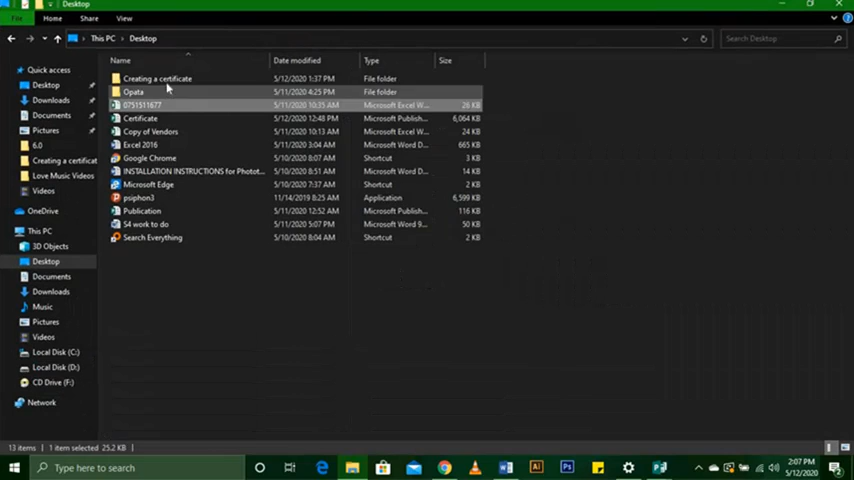 Desktop
File Home Share View
This PC > Desktop
Search Desktop
Name Date modified Type Size
Quick access
Desktop
Downloads
Documents
Pictures
6.0
Creating a certificat
Love Music Videos
Videos
OneDrive
This PC
3D Objects
Desktop
Documents
Downloads
Music
Pictures
Videos
Local Disk (C:)
Local Disk (D:)
CD Drive (F:)
Network
Creating a certificate 5/12/2020 1:37 PM File folder
Opata 5/11/2020 4:25 PM File folder
0751511677 5/11/2020 10:35 AM Microsoft Excel W... 26 KB
Certificate 5/12/2020 12:48 PM Microsoft Publish... 6,064 KB
Copy of Vendors 5/11/2020 10:13 AM Microsoft Excel W... 24 KB
Excel 2016 5/11/2020 10:30 AM Microsoft Word D... 665 KB
Google Chrome 5/10/2020 8:07 AM Shortcut 3 KB
INSTALLATION INSTRUCTIONS for Photot... 5/10/2020 8:51 AM Microsoft Word D... 14 KB
Microsoft Edge 5/10/2020 7:37 AM Shortcut 2 KB
psiphon3 11/14/2019 8:25 AM Application 6,599 KB
Publication 5/11/2020 12:52 AM Microsoft Publish... 116 KB
S4 work to do 5/11/2020 5:07 PM Microsoft Word 9... 50 KB
Search Everything 5/10/2020 8:04 AM Shortcut 2 KB
13 items 1 item selected 25.2 KB
Type here to search
2:07 PM
5/12/2020
2